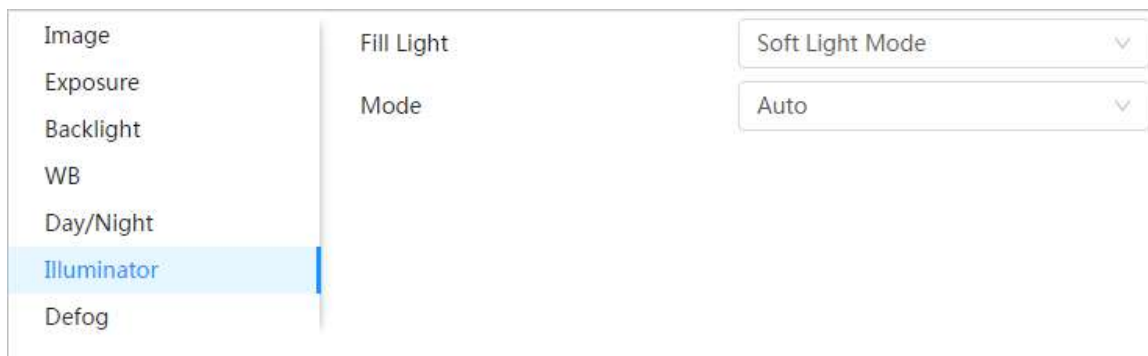 Image
Exposure
Backlight
WB
Day/Night
Illuminator
Defog
Fill Light
Soft Light Mode
Mode
Auto